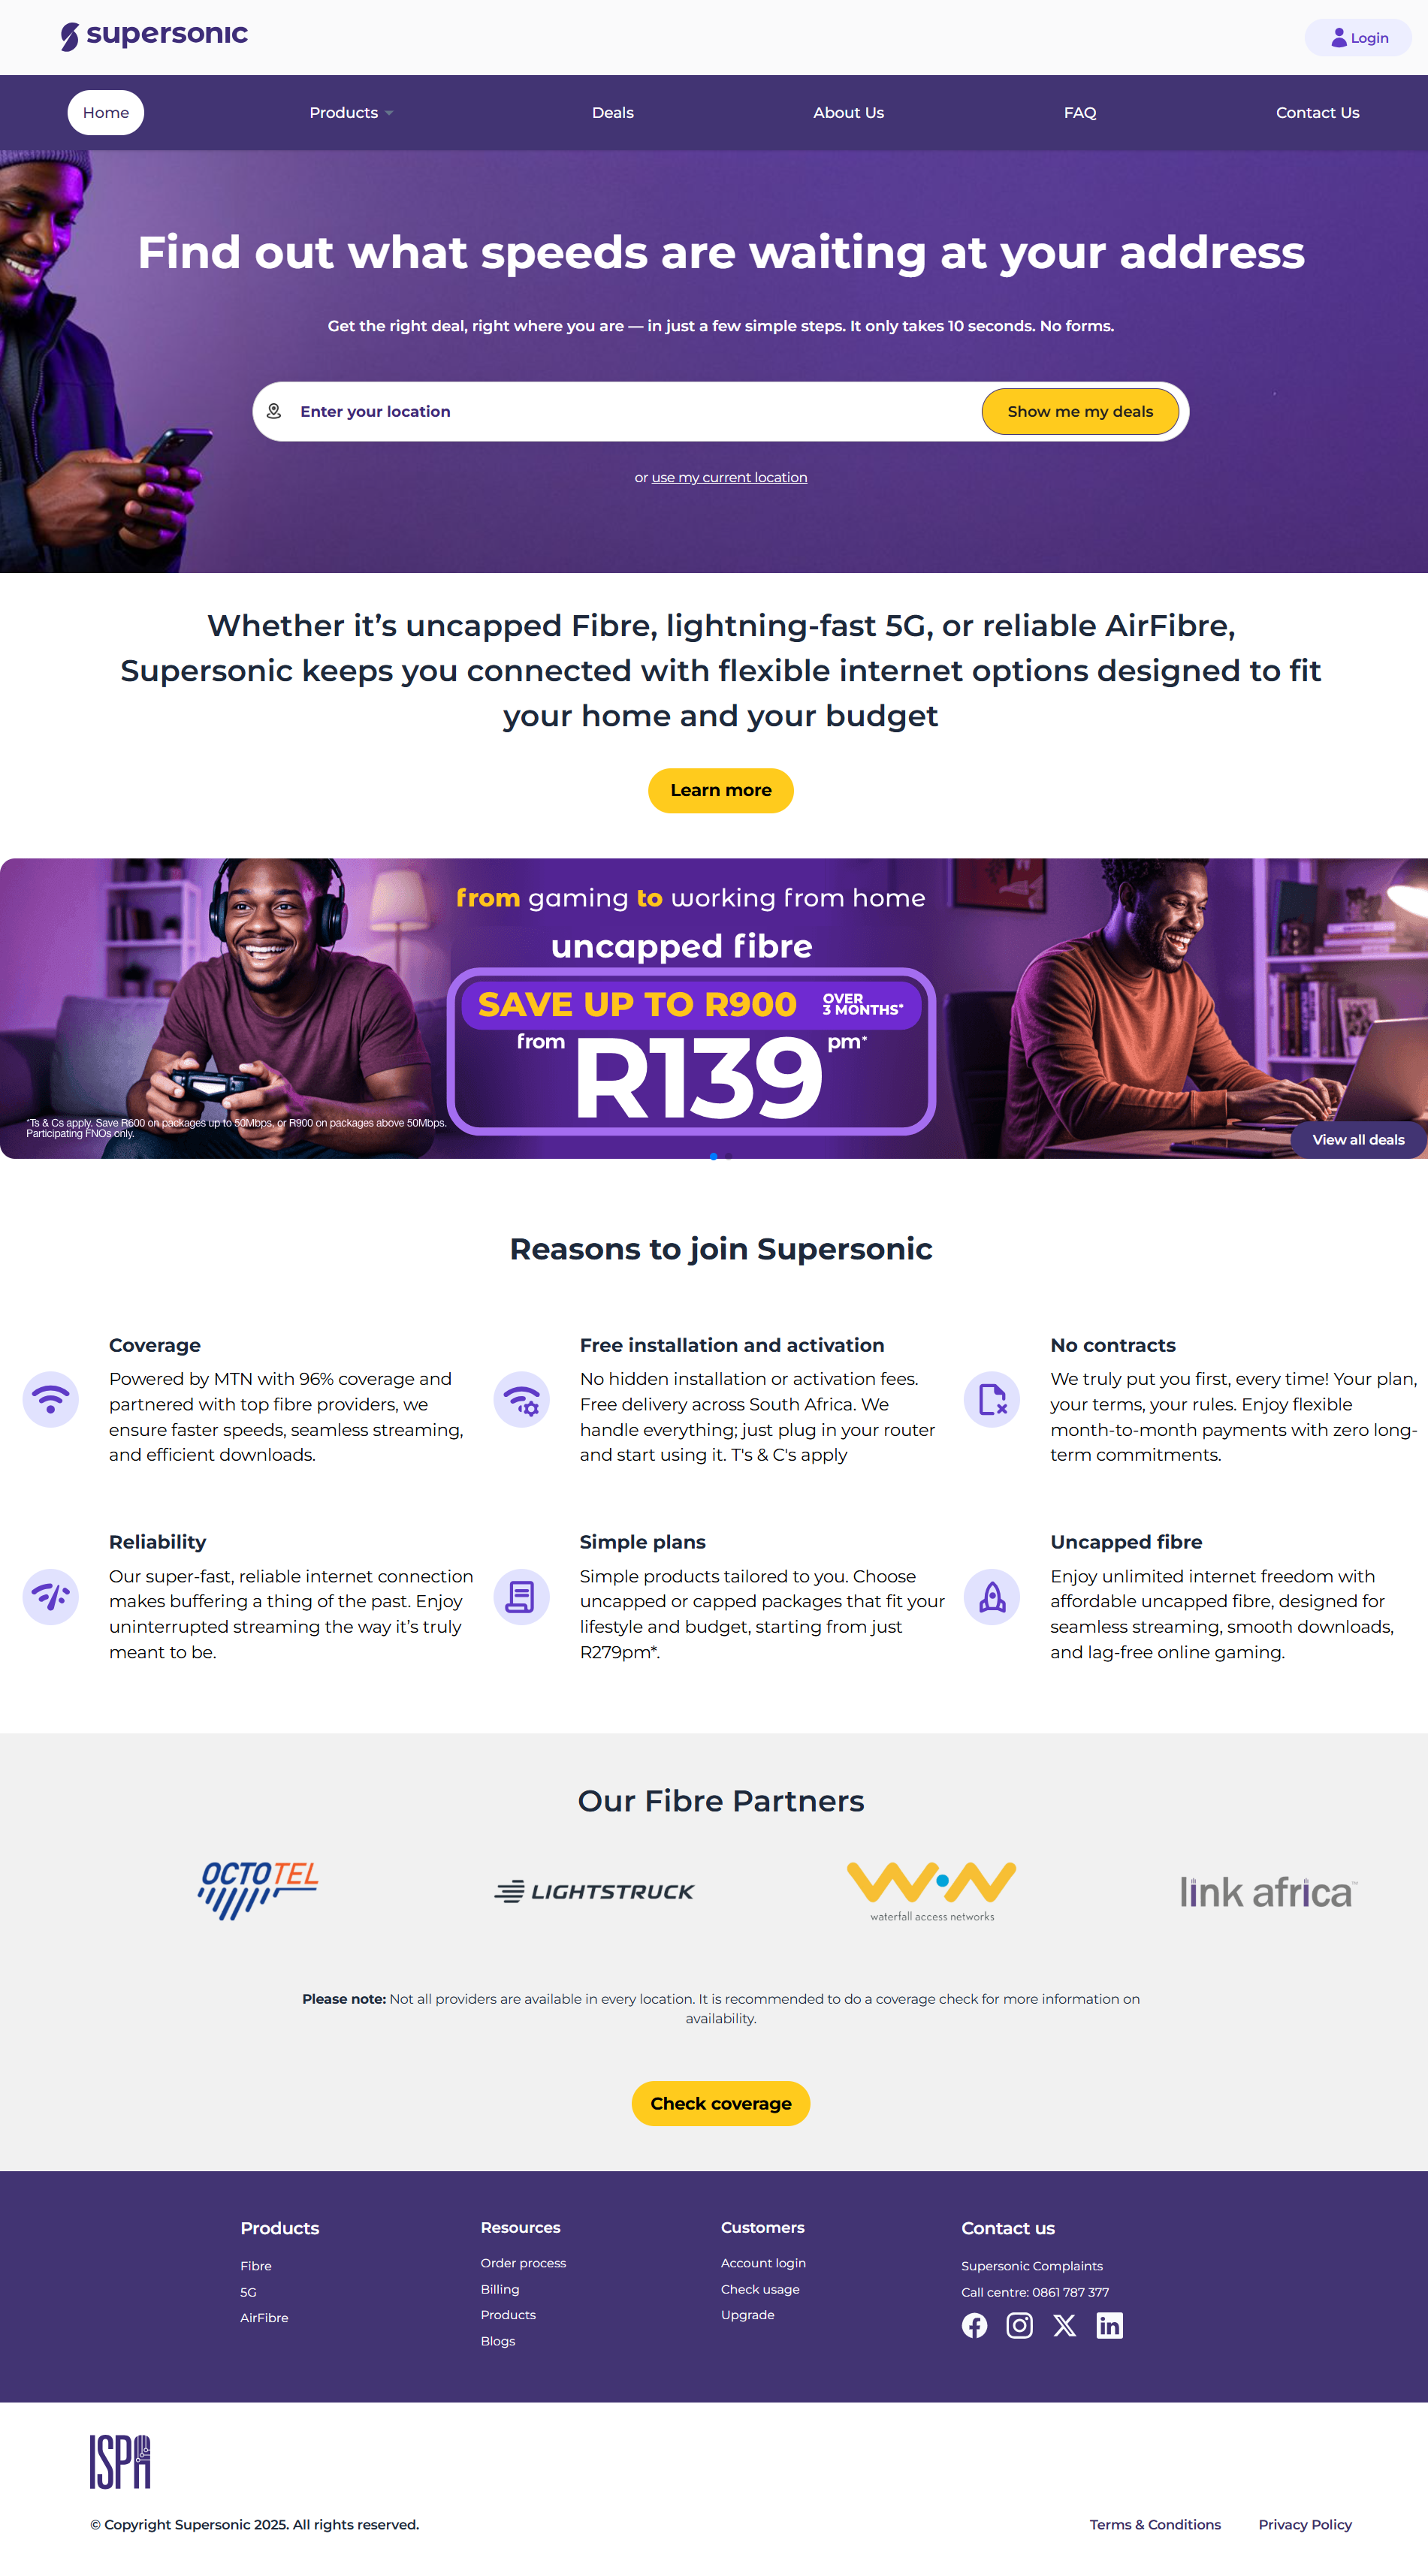 supersonic
Login
Home
Products
Deals
About Us
FAQ
Contact Us
Find out what speeds are waiting at your address
Get the right deal, right where you are — in just a few simple steps. It only takes 10 seconds. No forms.
Enter your location
Show me my deals
or use my current location
Whether it’s uncapped Fibre, lightning-fast 5G, or reliable AirFibre,
Supersonic keeps you connected with flexible internet options designed to fit
your home and your budget
Learn more
from gaming to working from home
uncapped fibre
SAVE UP TO R900 OVER
3 MONTHS*
from R139 pm*
*Ts & Cs apply. Save R600 on packages up to 50Mbps, or R900 on packages above 50Mbps.
Participating FNOs only.
View all deals
Reasons to join Supersonic
Coverage
Powered by MTN with 96% coverage and
partnered with top fibre providers, we
ensure faster speeds, seamless streaming,
and efficient downloads.
Free installation and activation
No hidden installation or activation fees.
Free delivery across South Africa. We
handle everything; just plug in your router
and start using it. T's & C's apply
No contracts
We truly put you first, every time! Your plan,
your terms, your rules. Enjoy flexible
month-to-month payments with zero long-
term commitments.
Reliability
Our super-fast, reliable internet connection
makes buffering a thing of the past. Enjoy
uninterrupted streaming the way it’s truly
meant to be.
Simple plans
Simple products tailored to you. Choose
uncapped or capped packages that fit your
lifestyle and budget, starting from just
R279pm*.
Uncapped fibre
Enjoy unlimited internet freedom with
affordable uncapped fibre, designed for
seamless streaming, smooth downloads,
and lag-free online gaming.
Our Fibre Partners
OCTOTEL
LIGHTSTRUCK
WAN
waterfall access networks
link africa™
Please note: Not all providers are available in every location. It is recommended to do a coverage check for more information on
availability.
Check coverage
Products
Fibre
5G
AirFibre
Resources
Order process
Billing
Products
Blogs
Customers
Account login
Check usage
Upgrade
Contact us
Supersonic Complaints
Call centre: 0861 787 377
ISPA
© Copyright Supersonic 2025. All rights reserved.
Terms & Conditions
Privacy Policy